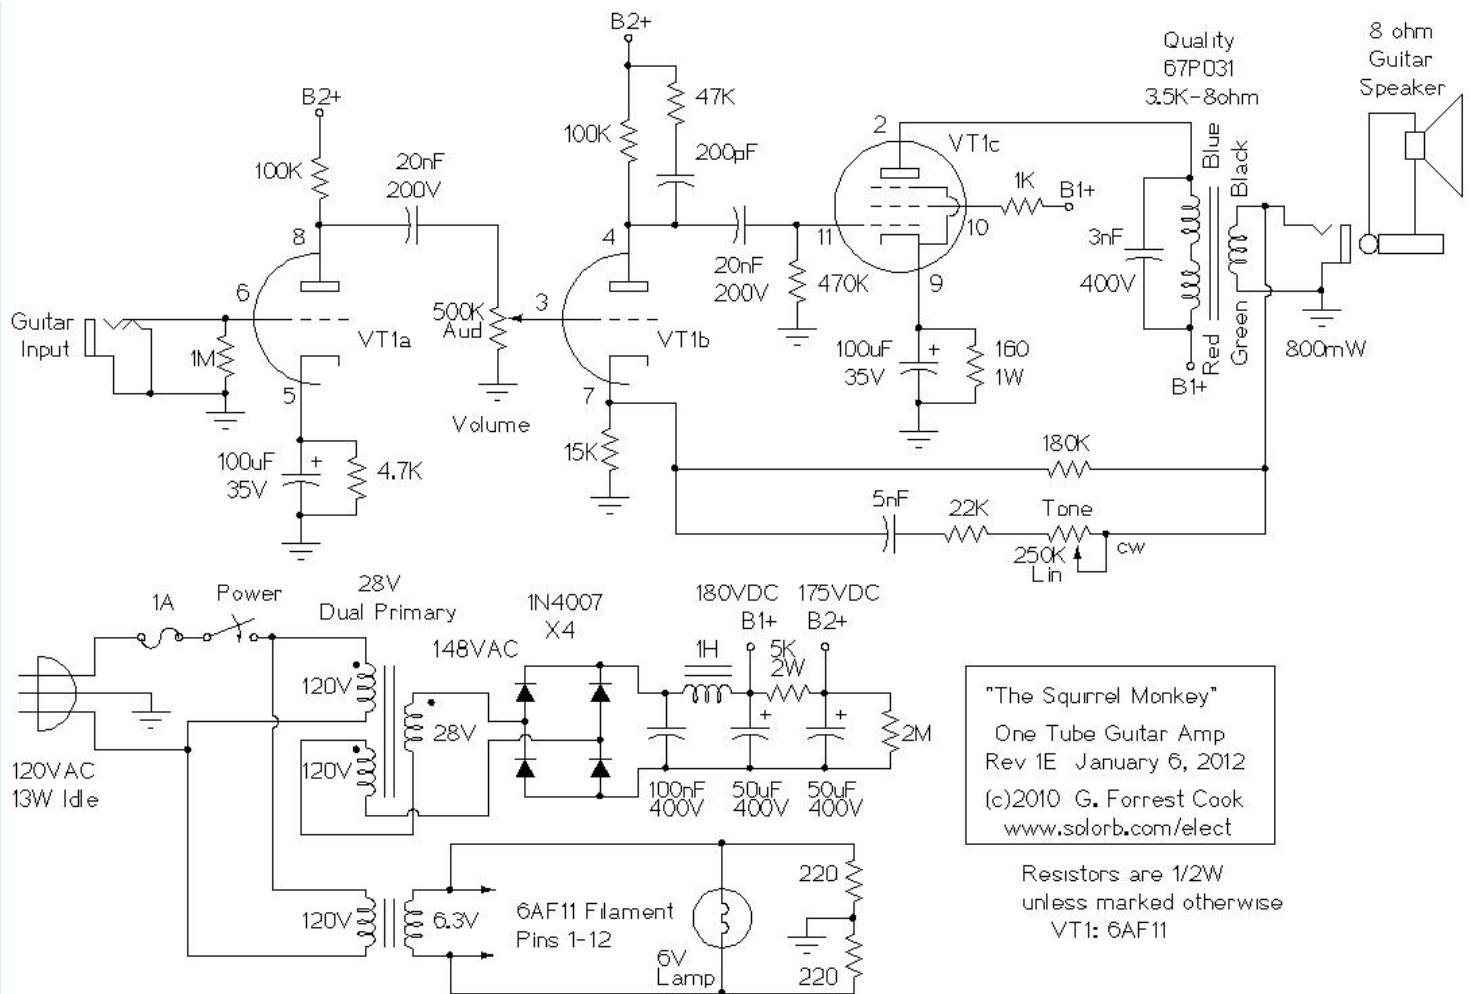 B2+
100K
20nF
200V
8
6
Guitar
Input
1M
VT1a
5
100uF
35V
+
4.7K
500K
Aud
Volume
B2+
47K
100K
200pF
4
3
VT1b
7
15K
20nF
200V
470K
2
VT1c
11
10
9
1K
B1+
100uF
35V
+
160
1W
Quality
67P031
3.5K-8ohm
Blue
Black
3nF
400V
Red
Green
B1+
8 ohm
Guitar
Speaker
800mW
180K
5nF
22K
Tone
250K
Lin
cw
1A
Power
28V
Dual Primary
120V
120V
28V
148VAC
1N4007
X4
120VAC
13W Idle
180VDC
B1+
175VDC
B2+
1H
5K
2W
+
+
2M
100nF
400V
50uF
400V
50uF
400V
120V
6.3V
6AF11 Filament
Pins 1-12
6V
Lamp
220
220
"The Squirrel Monkey"
One Tube Guitar Amp
Rev 1E January 6, 2012
(c)2010 G. Forrest Cook
www.solorb.com/elect
Resistors are 1/2W
unless marked otherwise
VT1: 6AF11